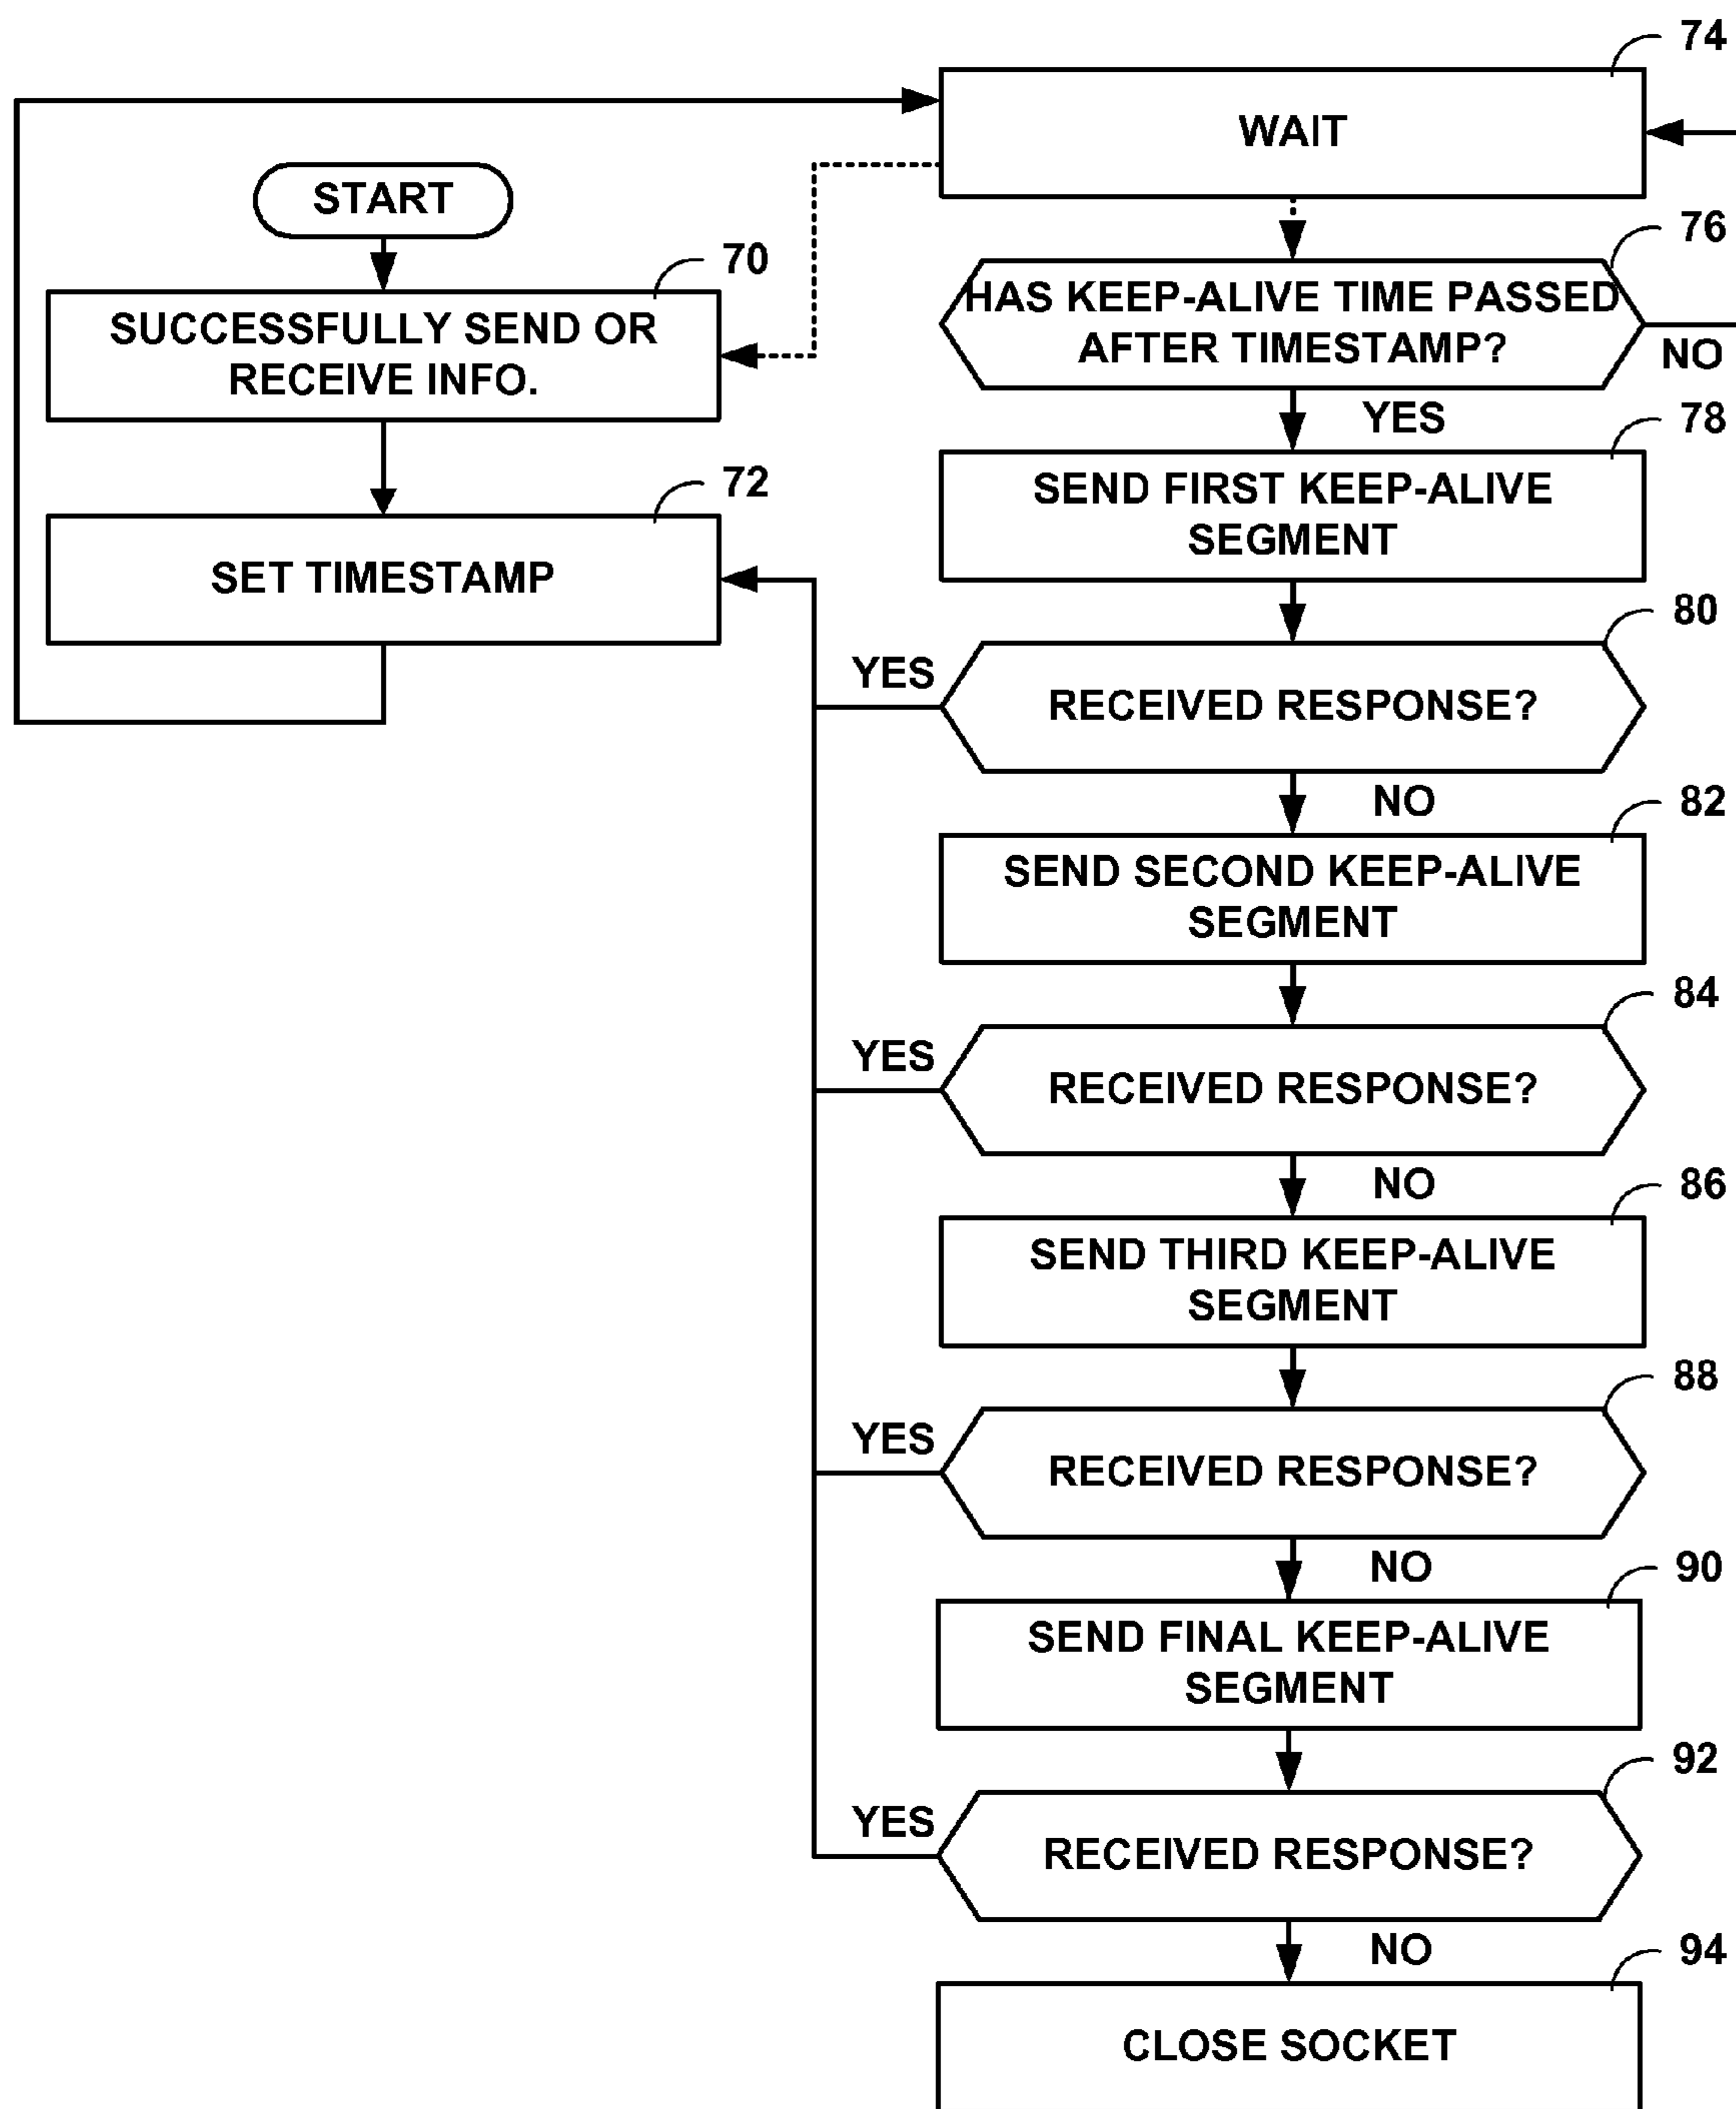 74
WAIT
START
76
70
HAS KEEP-ALIVE TIME PASSED
AFTER TIMESTAMP?
SUCCESSFULLY SEND OR
RECEIVE INFO.
NO
YES
78
72
SEND FIRST KEEP-ALIVE
SEGMENT
SET TIMESTAMP
80
YES
RECEIVED RESPONSE?
NO
82
SEND SECOND KEEP-ALIVE
SEGMENT
84
YES
RECEIVED RESPONSE?
NO
86
SEND THIRD KEEP-ALIVE
SEGMENT
88
YES
RECEIVED RESPONSE?
NO
90
SEND FINAL KEEP-ALIVE
SEGMENT
92
YES
RECEIVED RESPONSE?
NO
94
CLOSE SOCKET